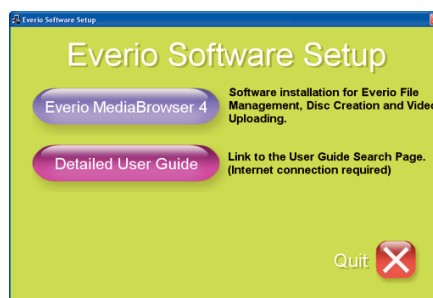 Everio Software Setup
Everio Software Setup
Everio MediaBrowser 4
Software installation for Everio File
Management, Disc Creation and Video
Uploading.
Detailed User Guide
Link to the User Guide Search Page.
(Internet connection required)
Quit